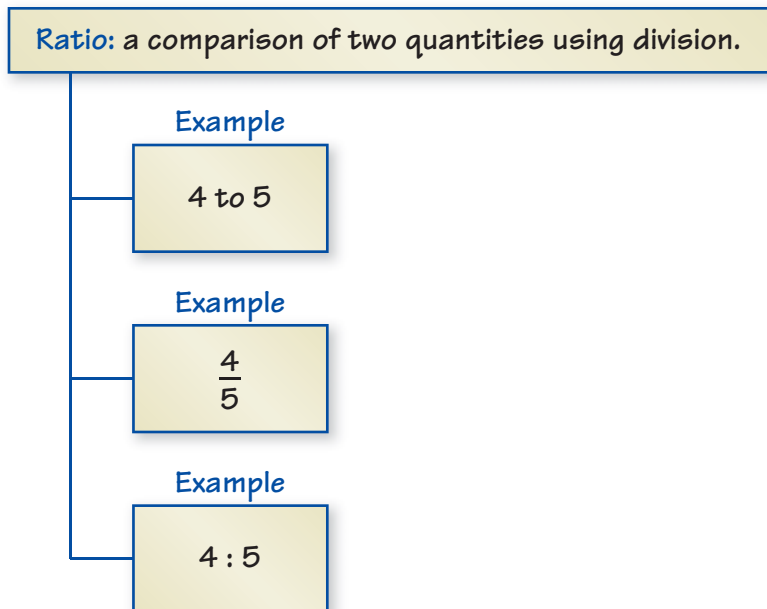 Ratio: a comparison of two quantities using division.
Example
4 to 5
Example
4
5
Example
4 : 5